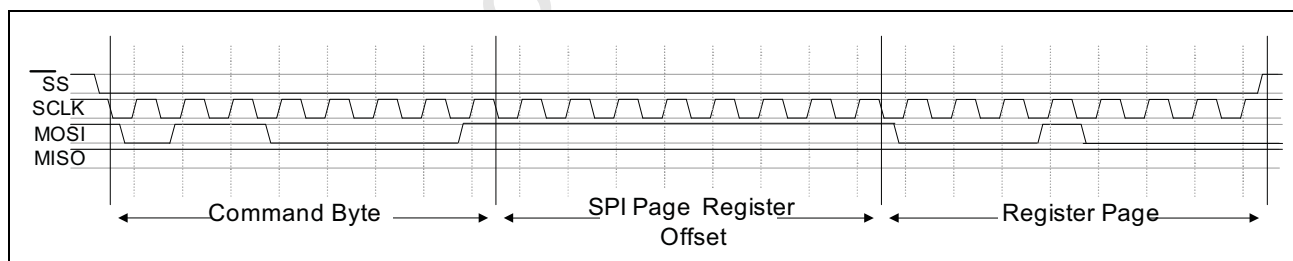 SS
SCLK
MOSI
MISO
Command Byte
SPI Page Register
Offset
Register Page